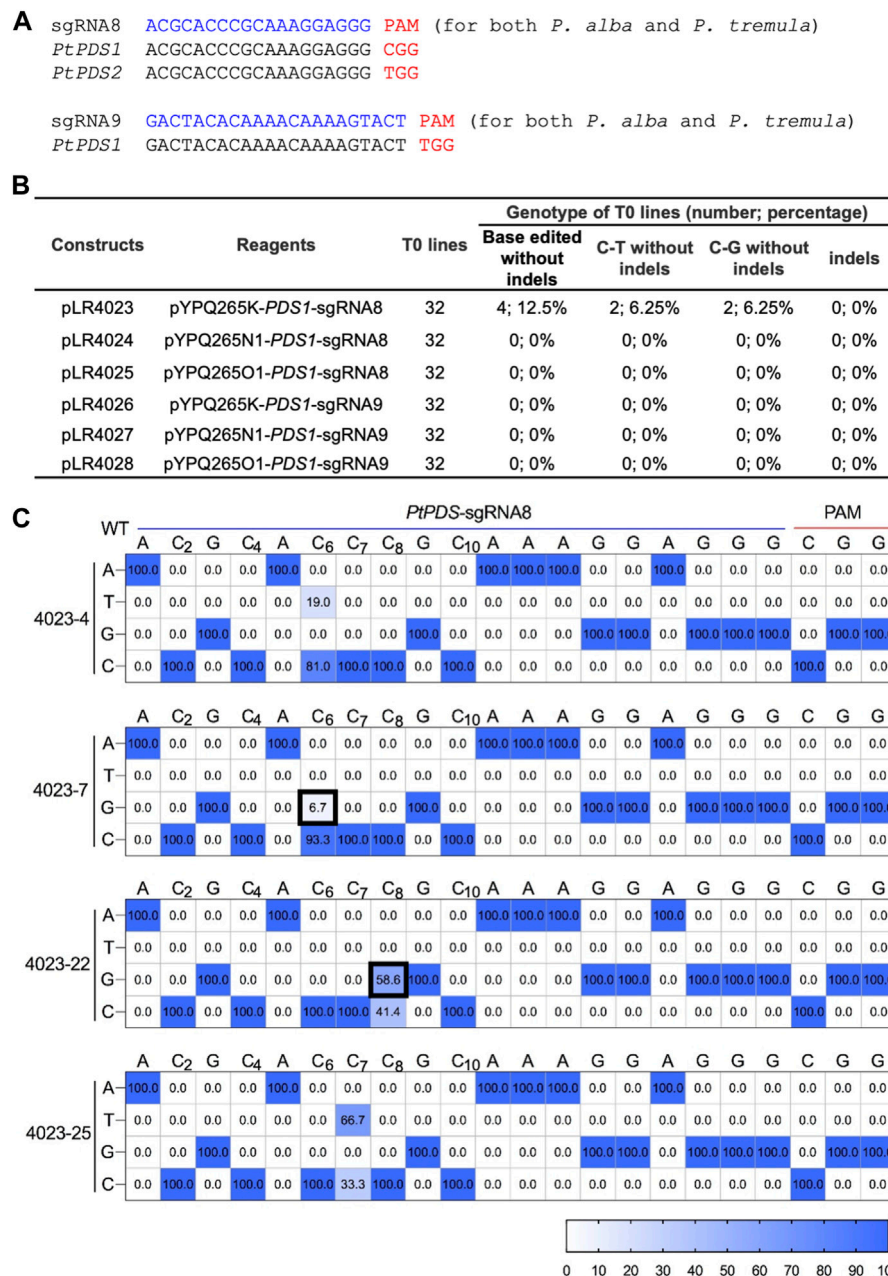 A
sgRNA8 ACGCACCCGCAAAGGAGGG PAM (for both P. alba and P. tremula)
PtPDS1 ACGCACCCGCAAAGGAGGG CGG
PtPDS2 ACGCACCCGCAAAGGAGGG TGG
sgRNA9 GACTACACAAAACAAAAGTACT PAM (for both P. alba and P. tremula)
PtPDS1 GACTACACAAAACAAAAGTACT TGG
B
Genotype of T0 lines (number; percentage)
Constructs Reagents T0 lines Base edited without indels C-T without indels C-G without indels indels
pLR4023 pYPQ265K-PDS1-sgRNA8 32 4; 12.5% 2; 6.25% 2; 6.25% 0; 0%
pLR4024 pYPQ265N1-PDS1-sgRNA8 32 0; 0% 0; 0% 0; 0% 0; 0%
pLR4025 pYPQ265O1-PDS1-sgRNA8 32 0; 0% 0; 0% 0; 0% 0; 0%
pLR4026 pYPQ265K-PDS1-sgRNA9 32 0; 0% 0; 0% 0; 0% 0; 0%
pLR4027 pYPQ265N1-PDS1-sgRNA9 32 0; 0% 0; 0% 0; 0% 0; 0%
pLR4028 pYPQ265O1-PDS1-sgRNA9 32 0; 0% 0; 0% 0; 0% 0; 0%
C
PtPDS-sgRNA8 PAM
WT A C2 G C4 A C6 C7 C8 G C10 A A A G G A G G G C G G
4023-4
A 100.0 0.0 0.0 0.0 100.0 0.0 0.0 0.0 0.0 0.0 100.0 100.0 100.0 0.0 0.0 100.0 0.0 0.0 0.0 0.0 0.0 0.0
T 0.0 0.0 0.0 0.0 0.0 19.0 0.0 0.0 0.0 0.0 0.0 0.0 0.0 0.0 0.0 0.0 0.0 0.0 0.0 0.0 0.0 0.0
G 0.0 0.0 100.0 0.0 0.0 0.0 0.0 0.0 100.0 0.0 0.0 0.0 0.0 100.0 100.0 0.0 100.0 100.0 100.0 0.0 100.0 100.0
C 0.0 100.0 0.0 100.0 0.0 81.0 100.0 100.0 0.0 100.0 0.0 0.0 0.0 0.0 0.0 0.0 0.0 0.0 0.0 100.0 0.0 0.0
A C2 G C4 A C6 C7 C8 G C10 A A A G G A G G G C G G
4023-7
A 100.0 0.0 0.0 0.0 100.0 0.0 0.0 0.0 0.0 0.0 100.0 100.0 100.0 0.0 0.0 100.0 0.0 0.0 0.0 0.0 0.0 0.0
T 0.0 0.0 0.0 0.0 0.0 0.0 0.0 0.0 0.0 0.0 0.0 0.0 0.0 0.0 0.0 0.0 0.0 0.0 0.0 0.0 0.0 0.0
G 0.0 0.0 100.0 0.0 0.0 6.7 0.0 0.0 100.0 0.0 0.0 0.0 0.0 100.0 100.0 0.0 100.0 100.0 100.0 0.0 100.0 100.0
C 0.0 100.0 0.0 100.0 0.0 93.3 100.0 100.0 0.0 100.0 0.0 0.0 0.0 0.0 0.0 0.0 0.0 0.0 0.0 100.0 0.0 0.0
A C2 G C4 A C6 C7 C8 G C10 A A A G G A G G G C G G
4023-22
A 100.0 0.0 0.0 0.0 100.0 0.0 0.0 0.0 0.0 0.0 100.0 100.0 100.0 0.0 0.0 100.0 0.0 0.0 0.0 0.0 0.0 0.0
T 0.0 0.0 0.0 0.0 0.0 0.0 0.0 0.0 0.0 0.0 0.0 0.0 0.0 0.0 0.0 0.0 0.0 0.0 0.0 0.0 0.0 0.0
G 0.0 0.0 100.0 0.0 0.0 0.0 0.0 58.6 100.0 0.0 0.0 0.0 0.0 100.0 100.0 0.0 100.0 100.0 100.0 0.0 100.0 100.0
C 0.0 100.0 0.0 100.0 0.0 100.0 100.0 41.4 0.0 100.0 0.0 0.0 0.0 0.0 0.0 0.0 0.0 0.0 0.0 100.0 0.0 0.0
A C2 G C4 A C6 C7 C8 G C10 A A A G G A G G G C G G
4023-25
A 100.0 0.0 0.0 0.0 100.0 0.0 0.0 0.0 0.0 0.0 100.0 100.0 100.0 0.0 0.0 100.0 0.0 0.0 0.0 0.0 0.0 0.0
T 0.0 0.0 0.0 0.0 0.0 0.0 66.7 0.0 0.0 0.0 0.0 0.0 0.0 0.0 0.0 0.0 0.0 0.0 0.0 0.0 0.0 0.0
G 0.0 0.0 100.0 0.0 0.0 0.0 0.0 0.0 100.0 0.0 0.0 0.0 0.0 100.0 100.0 0.0 100.0 100.0 100.0 0.0 100.0 100.0
C 0.0 100.0 0.0 100.0 0.0 100.0 33.3 100.0 0.0 100.0 0.0 0.0 0.0 0.0 0.0 0.0 0.0 0.0 0.0 100.0 0.0 0.0
0 10 20 30 40 50 60 70 80 90